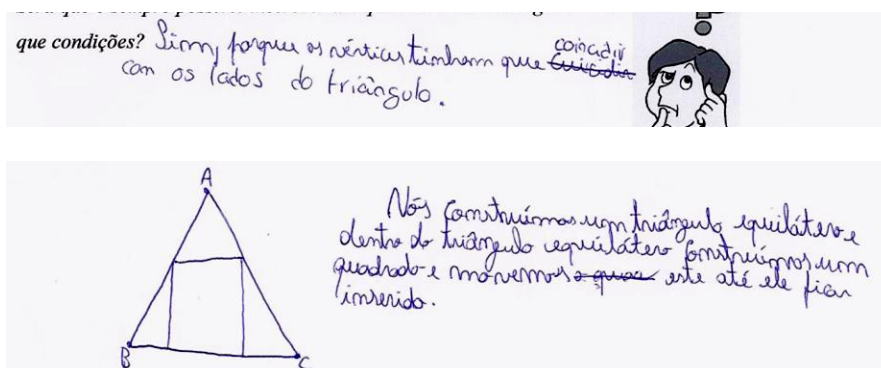 que condições? Sim, porque os vértices tinham que coincidir
com os lados do triângulo.
A
Nós construímos um triângulo equilátero e
dentro do triângulo equilátero construímos um
quadrado e movemos este até ele ficar
inserido.
B
C